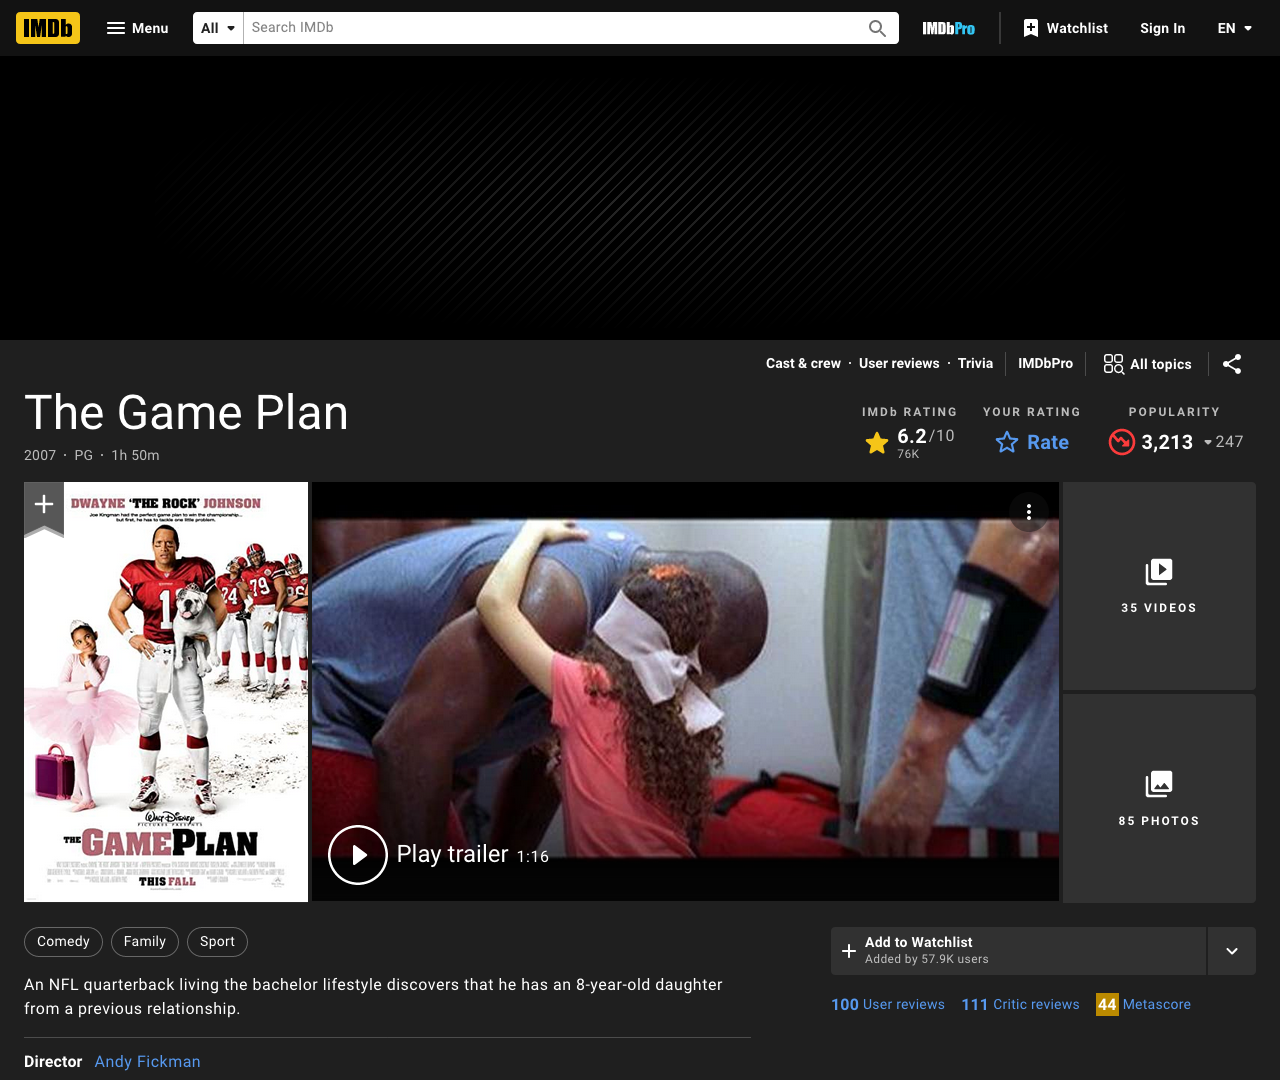 IMDb
Menu
All
Search IMDb
IMDbPro
Watchlist
Sign In
EN
Cast & crew · User reviews · Trivia
IMDbPro
All topics
The Game Plan
2007 · PG · 1h 50m
IMDb RATING
6.2/10
76K
YOUR RATING
Rate
POPULARITY
3,213
247
DWAYNE 'THE ROCK' JOHNSON
Joe Kingman had the perfect game plan to win the championship...
but first, he has to tackle one little problem.
1
24
79
Walt Disney
PICTURES PRESENTS
THE GAME PLAN
THIS FALL
Play trailer 1:16
35 VIDEOS
85 PHOTOS
Comedy
Family
Sport
An NFL quarterback living the bachelor lifestyle discovers that he has an 8-year-old daughter
from a previous relationship.
Director Andy Fickman
Add to Watchlist
Added by 57.9K users
100 User reviews
111 Critic reviews
44 Metascore